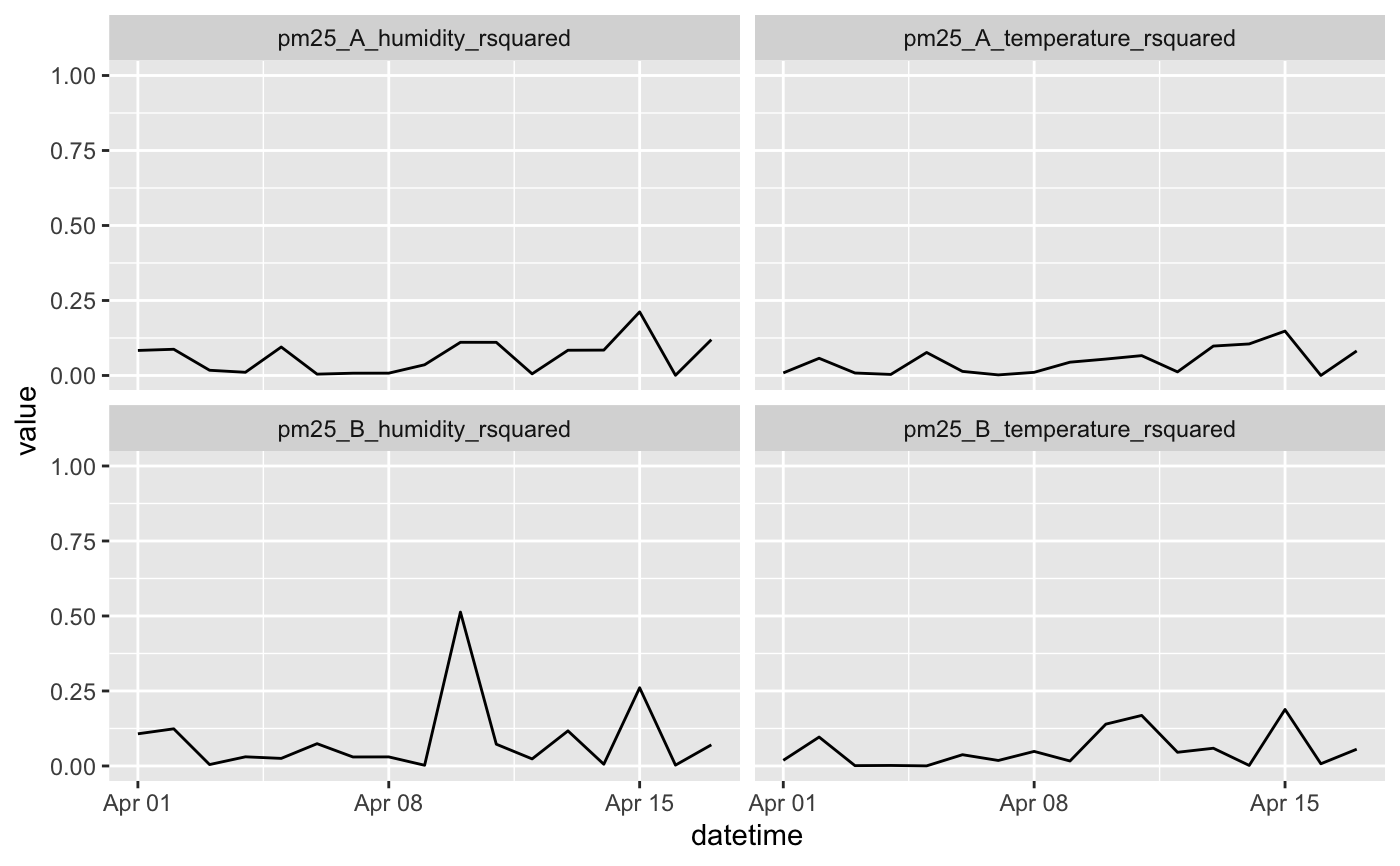 pm25_A_humidity_rsquared
pm25_A_temperature_rsquared
1.00
0.75
0.50
0.25
0.00
pm25_B_humidity_rsquared
pm25_B_temperature_rsquared
1.00
0.75
0.50
0.25
0.00
value
Apr 01
Apr 08
Apr 15
Apr 01
Apr 08
Apr 15
datetime